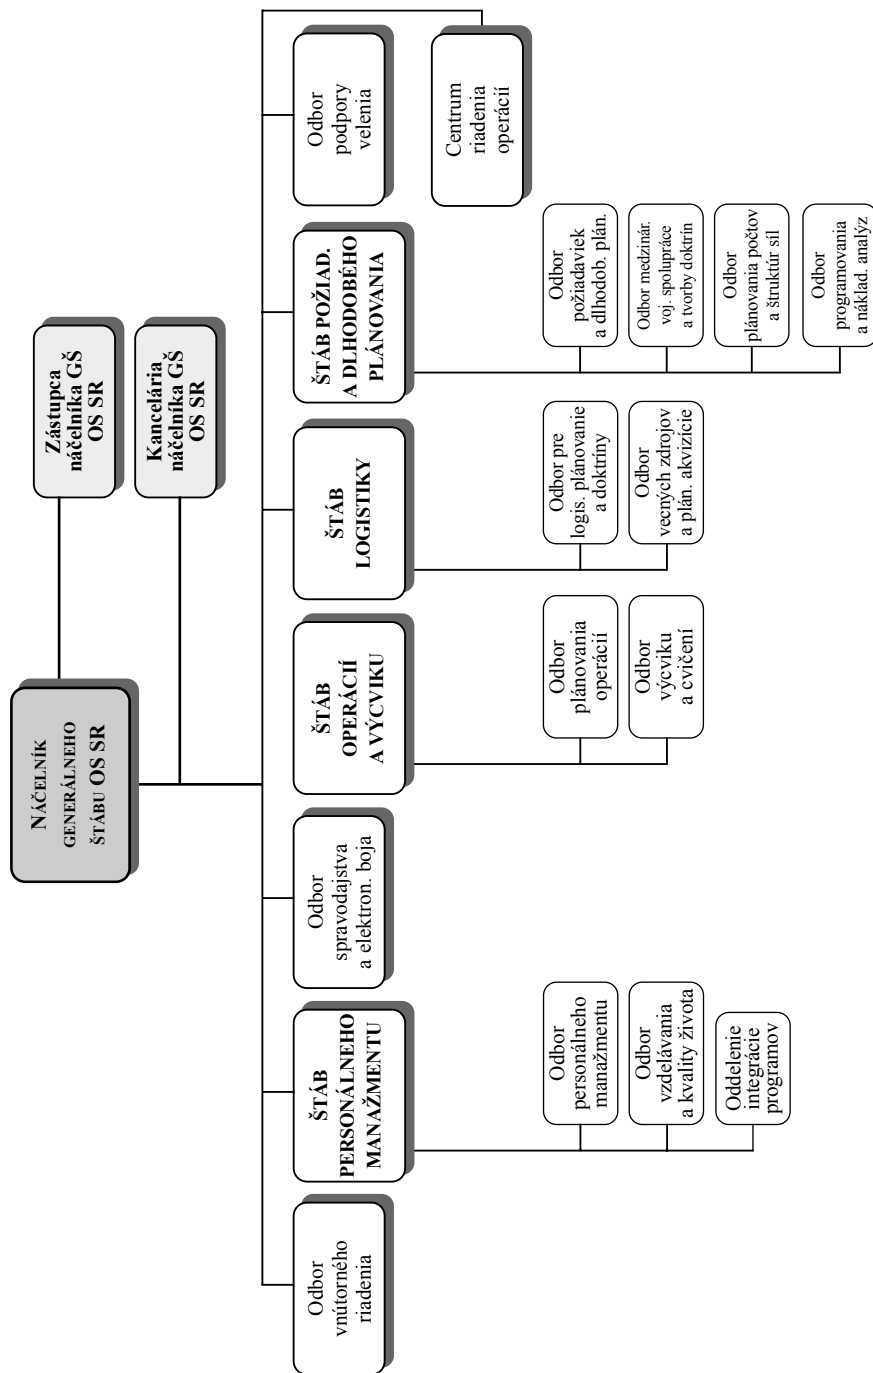 NÁČELNÍK
GENERÁLNEHO
ŠTÁBU OS SR
Zástupca
náčelníka GŠ
OS SR
Kancelária
náčelníka GŠ
OS SR
Odbor
vnútorného
riadenia
ŠTÁB
PERSONÁLNEHO
MANAŽMENTU
Odbor
spravodajstva
a elektron. boja
ŠTÁB
OPERÁCIÍ
A VÝCVIKU
ŠTÁB
LOGISTIKY
ŠTÁB POŽIAD.
A DLHODOBÉHO
PLÁNOVANIA
Odbor
podpory
velenia
Centrum
riadenia
operácií
Odbor
personálneho
manažmentu
Odbor
vzdelávania
a kvality života
Oddelenie
integrácie
programov
Odbor
plánovania
operácií
Odbor
výcviku
a cvičení
Odbor pre
logis. plánovanie
a doktríny
Odbor
vecných zdrojov
a plán. akvizície
Odbor
požiadaviek
a dlhodob. plán.
Odbor medzinár.
voj. spolupráce
a tvorby doktrín
Odbor
plánovania počtov
a štruktúr síl
Odbor
programovania
a náklad. analýz